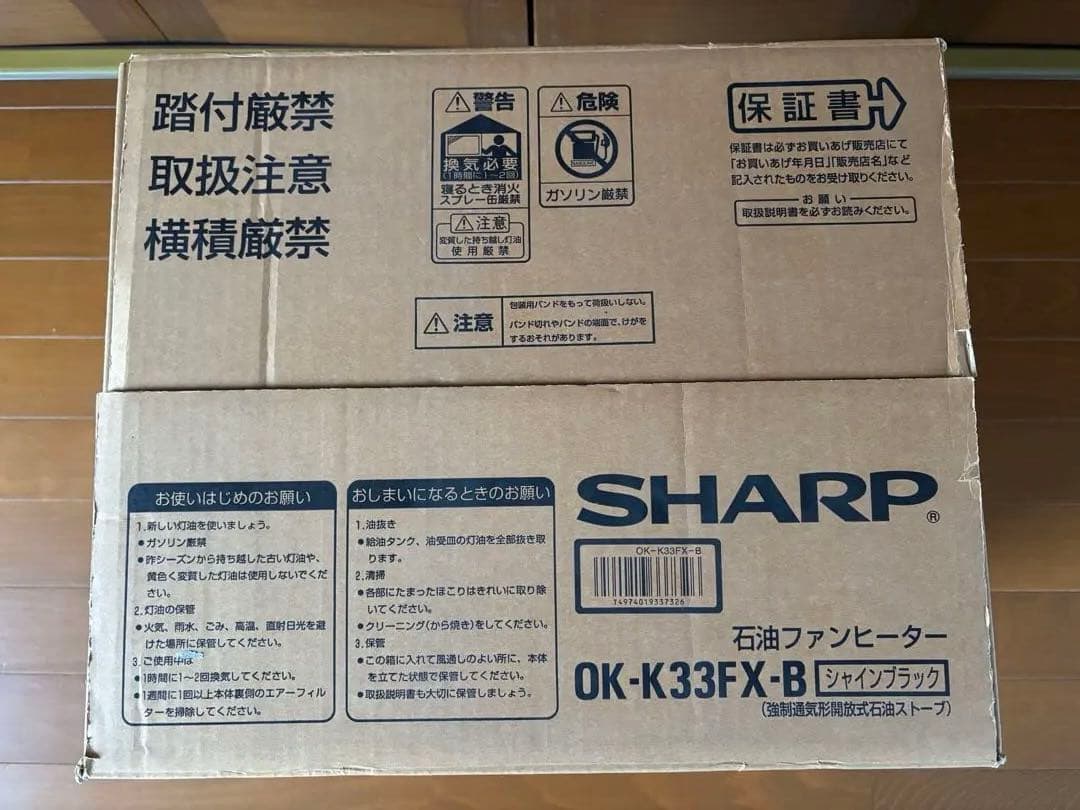 踏付厳禁
取扱注意
横積厳禁
⚠警告
換気必要
(1時間に1〜2回)
寝るとき消火
スプレー缶厳禁
⚠注意
変質した持ち越し灯油
使用厳禁
⚠危険
ガソリン厳禁
保証書
保証書は必ずお買いあげ販売店にて
「お買いあげ年月日」「販売店名」など
記入されたものをお受け取りください。
お願い
取扱説明書を必ずお読みください。
⚠注意
包装用バンドをもって荷扱いしない。
バンド切れやバンドの端面で、けがを
するおそれがあります。
お使いはじめのお願い
1.新しい灯油を使いましょう。
●ガソリン厳禁
●昨シーズンから持ち越した古い灯油や、
黄色く変質した灯油は使用しないでくだ
さい。
2.灯油の保管
●火気、雨水、ごみ、高温、直射日光を避
けた場所に保管してください。
3.ご使用中は
●1時間に1〜2回換気してください。
●1週間に1回以上本体裏側のエアーフィル
ターを掃除してください。
おしまいになるときのお願い
1.油抜き
●給油タンク、油受皿の灯油を全部抜き取
ります。
2.清掃
●各部にたまったほこりはきれいに取り除
いてください。
●クリーニング(から焼き)をしてください。
3.保管
●この箱に入れて風通しのよい所に、本体
を立てた状態で保管してください。
●取扱説明書も大切に保管しましょう。
SHARP®
OK-K33FX-B
T4974019337326
石油ファンヒーター
OK-K33FX-B シャインブラック
(強制通気形開放式石油ストーブ)